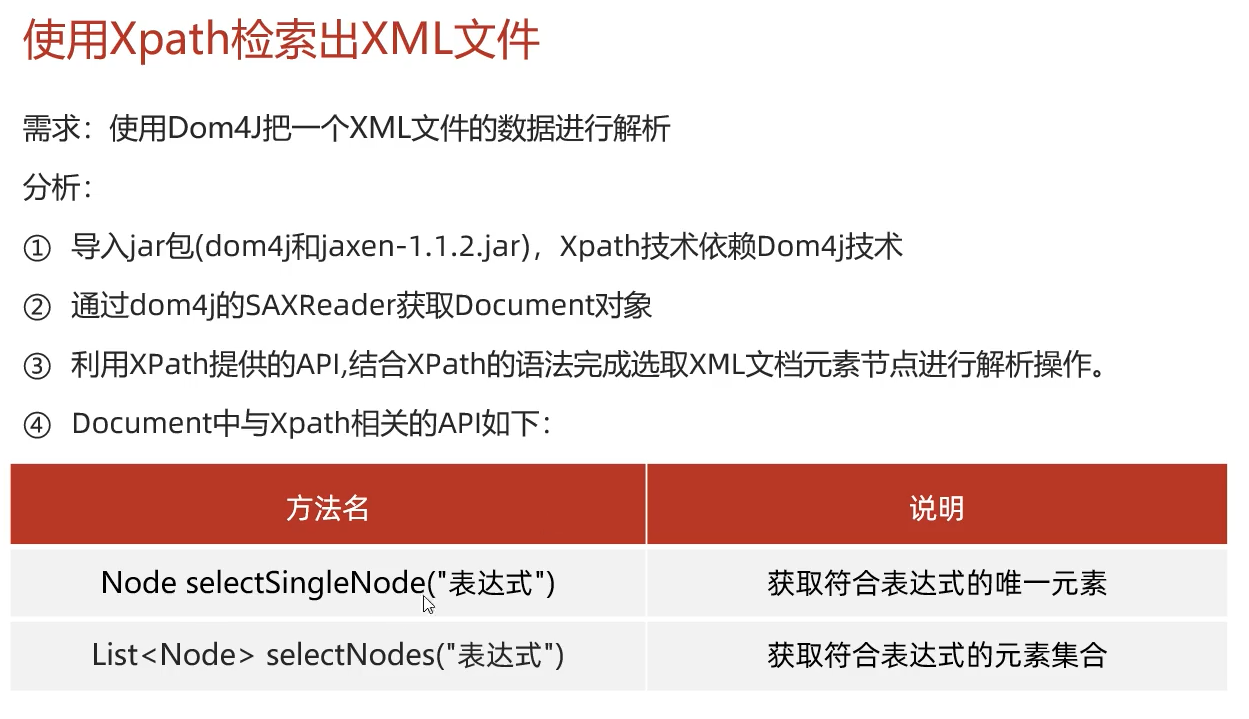 使用Xpath检索出XML文件
需求：使用Dom4J把一个XML文件的数据进行解析
分析：
① 导入jar包(dom4j和jaxen-1.1.2.jar)，Xpath技术依赖Dom4j技术
② 通过dom4j的SAXReader获取Document对象
③ 利用XPath提供的API,结合XPath的语法完成选取XML文档元素节点进行解析操作。
④ Document中与Xpath相关的API如下：
方法名 说明
Node selectSingleNode("表达式") 获取符合表达式的唯一元素
List<Node> selectNodes("表达式") 获取符合表达式的元素集合